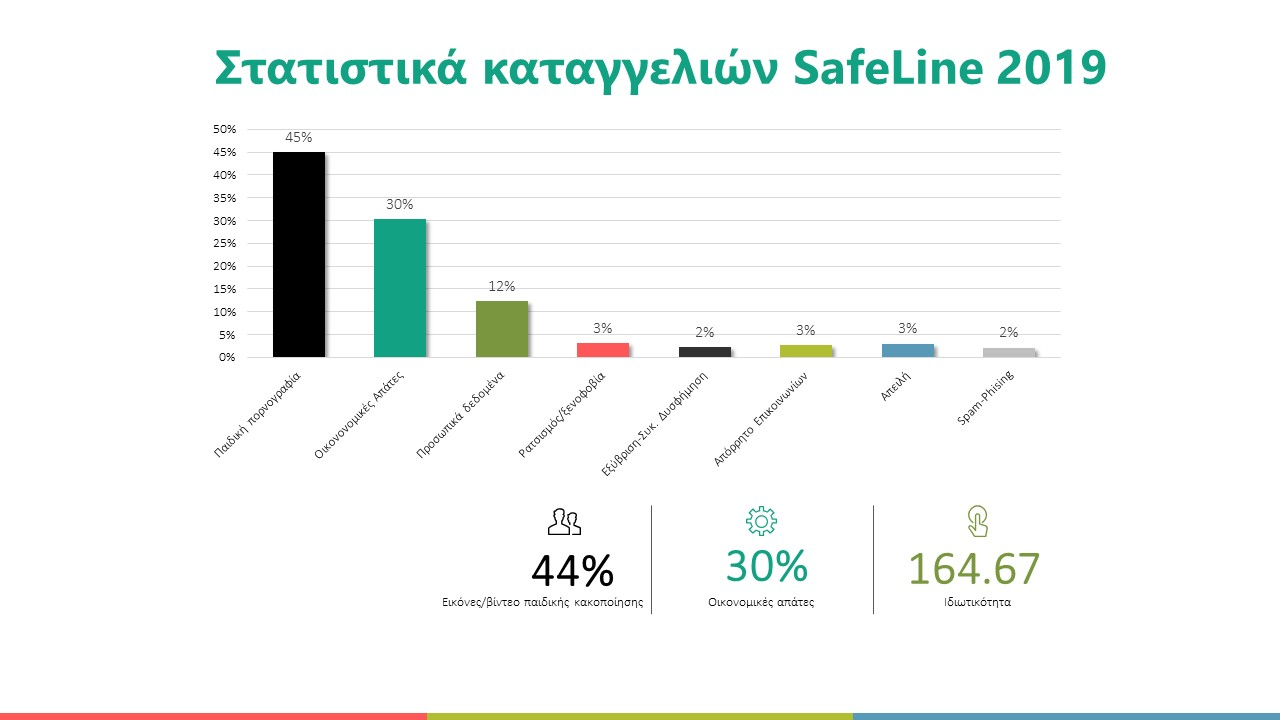 Στατιστικά καταγγελιών SafeLine 2019
50%
45%
40%
35%
30%
25%
20%
15%
10%
5%
0%
45%
30%
12%
3%
2%
3%
3%
2%
Παιδική πορνογραφία
Οικονονομικές Απάτες
Προσωπικά δεδομένα
Ρατσισμός/ξενοφοβία
Εξύβριση-Συκ. Δυσφήμηση
Απόρρητο Επικοινωνίων
Απειλή
Spam-Phising
44%
Εικόνες/βίντεο παιδικής κακοποίησης
30%
Οικονομικές απάτες
164.67
Ιδιωτικότητα